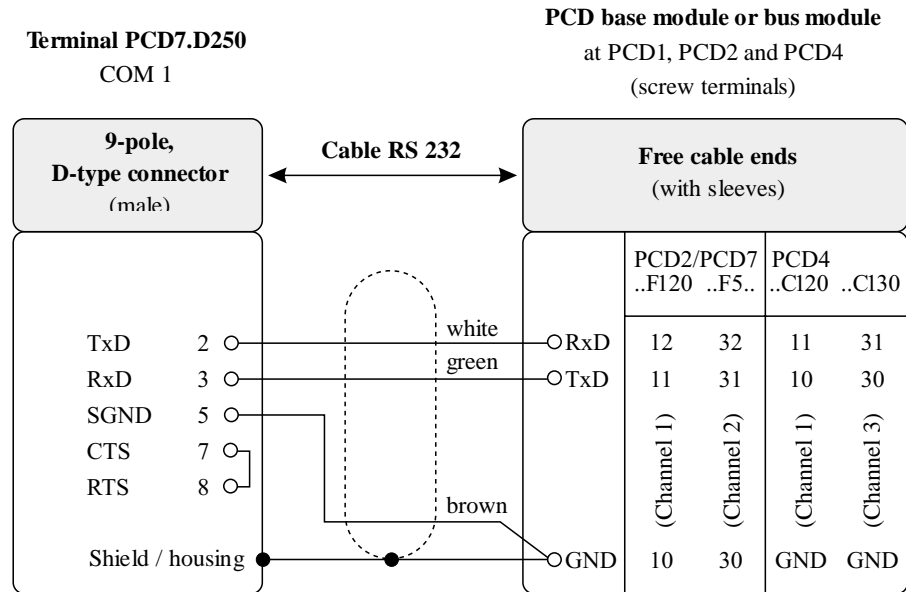 Terminal PCD7.D250
COM 1
PCD base module or bus module
at PCD1, PCD2 and PCD4
(screw terminals)
9-pole,
D-type connector
(male)
Cable RS 232
Free cable ends
(with sleeves)
PCD2/PCD7 PCD4
..F120 ..F5.. ..C120 ..C130
TxD 2 white RxD 12 32 11 31
RxD 3 green TxD 11 31 10 30
SGND 5
CTS 7
RTS 8
(Channel 1) (Channel 2) (Channel 1) (Channel 3)
brown
Shield / housing GND 10 30 GND GND